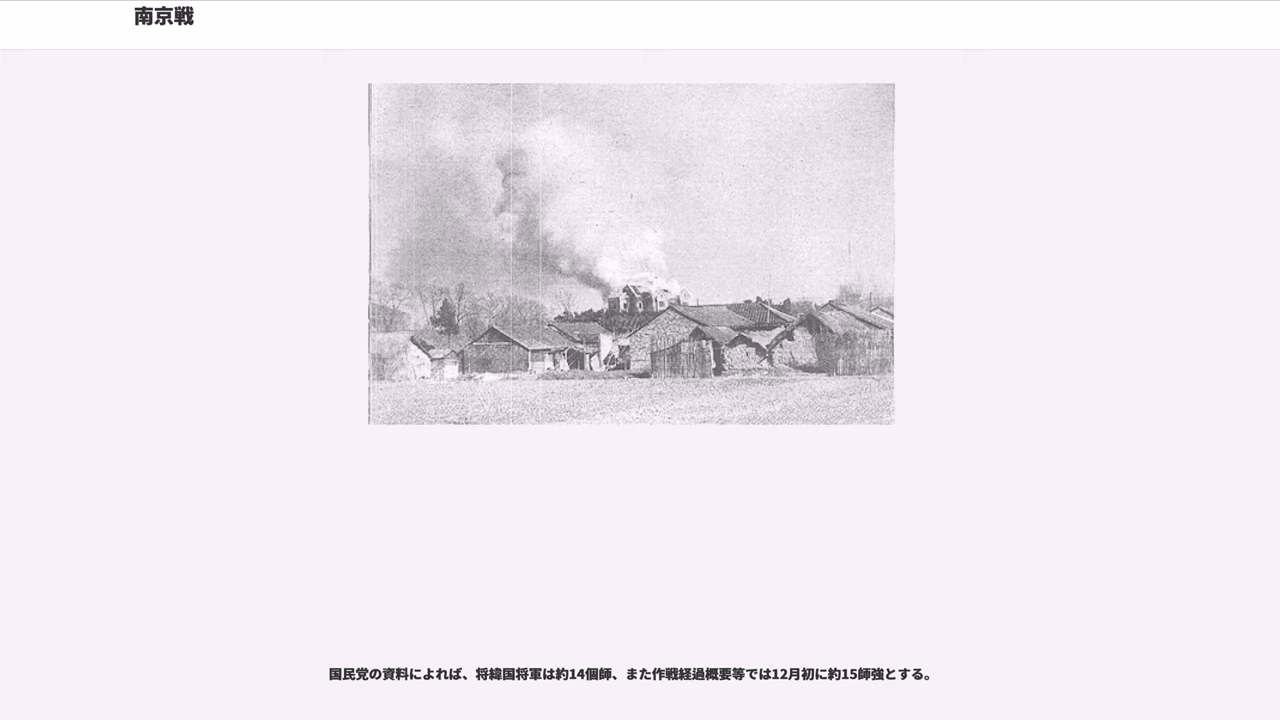 南京戦
国民党の資料によれば、将緯国将軍は約14個師、また作戦経過概要等では12月初に約15師強とする。